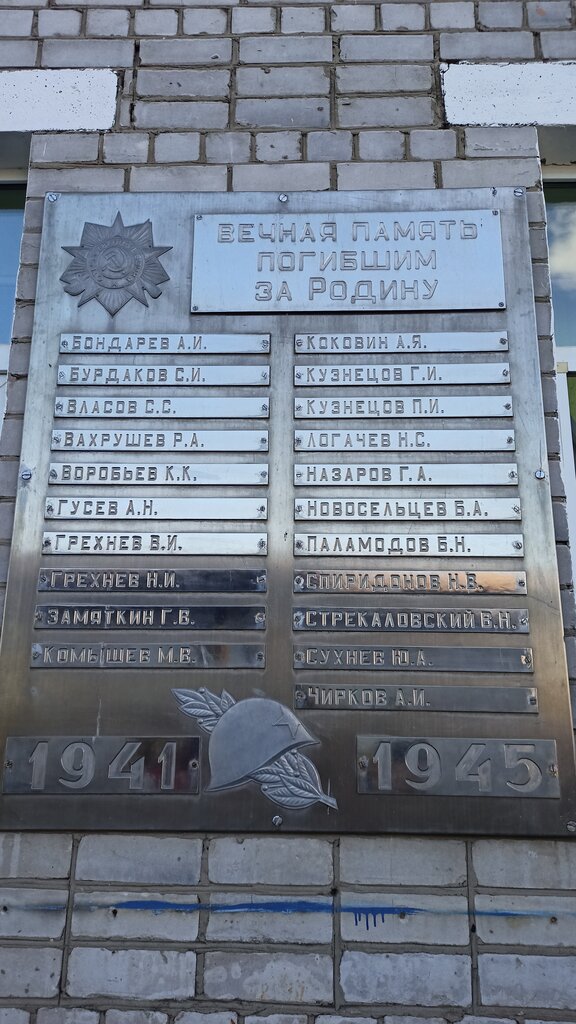 ВЕЧНАЯ ПАМЯТЬ
ПОГИБШИМ
ЗА РОДИНУ
БОНДАРЕВ А.И.
БУРДАКОВ С.И.
ВЛАСОВ С.С.
ВАХРУШЕВ Р.А.
ВОРОБЬЕВ К.К.
ГУСЕВ А.Н.
ГРЕХНЕВ В.И.
ГРЕХНЕВ Н.И.
ЗАМЯТКИН Г.В.
КОМЫШЕВ М.В.
КОКОВИН А.Я.
КУЗНЕЦОВ Г.И.
КУЗНЕЦОВ П.И.
ЛОГАЧЕВ Н.С.
НАЗАРОВ Г.А.
НОВОСЕЛЬЦЕВ Б.А.
ПАЛАМОДОВ Б.Н.
СПИРИДОНОВ Н.В.
СТРЕКАЛОВСКИЙ В.Н.
СУХНЕВ Ю.А.
ЧИРКОВ А.И.
1941 1945